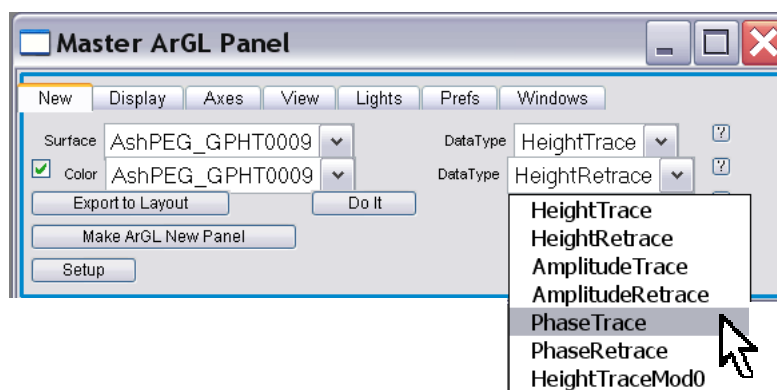 Master ArGL Panel
New Display Axes View Lights Prefs Windows
Surface AshPEG_GPHT0009 DataType HeightTrace ?
Color AshPEG_GPHT0009 DataType HeightRetrace ?
Export to Layout Do It
Make ArGL New Panel
Setup
HeightTrace
HeightRetrace
AmplitudeTrace
AmplitudeRetrace
PhaseTrace
PhaseRetrace
HeightTraceMod0